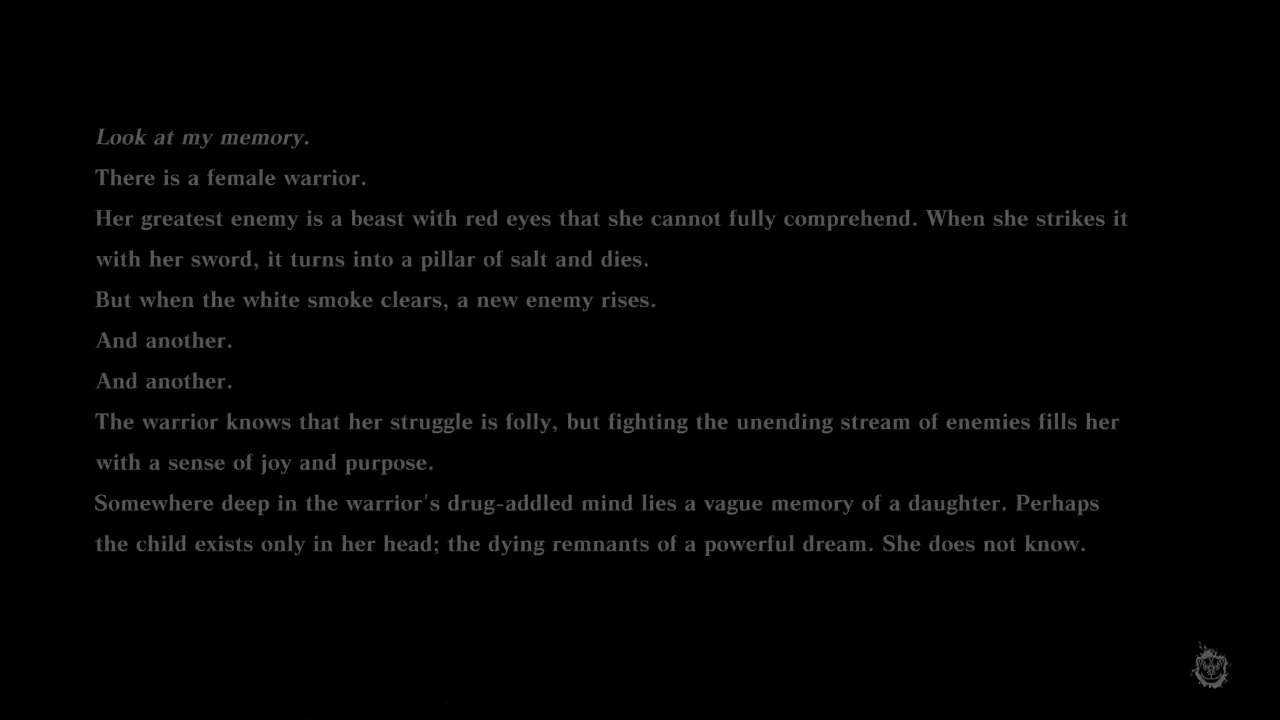 Look at my memory.
There is a female warrior.
Her greatest enemy is a beast with red eyes that she cannot fully comprehend. When she strikes it
with her sword, it turns into a pillar of salt and dies.
But when the white smoke clears, a new enemy rises.
And another.
And another.
The warrior knows that her struggle is folly, but fighting the unending stream of enemies fills her
with a sense of joy and purpose.
Somewhere deep in the warrior's drug-addled mind lies a vague memory of a daughter. Perhaps
the child exists only in her head; the dying remnants of a powerful dream. She does not know.